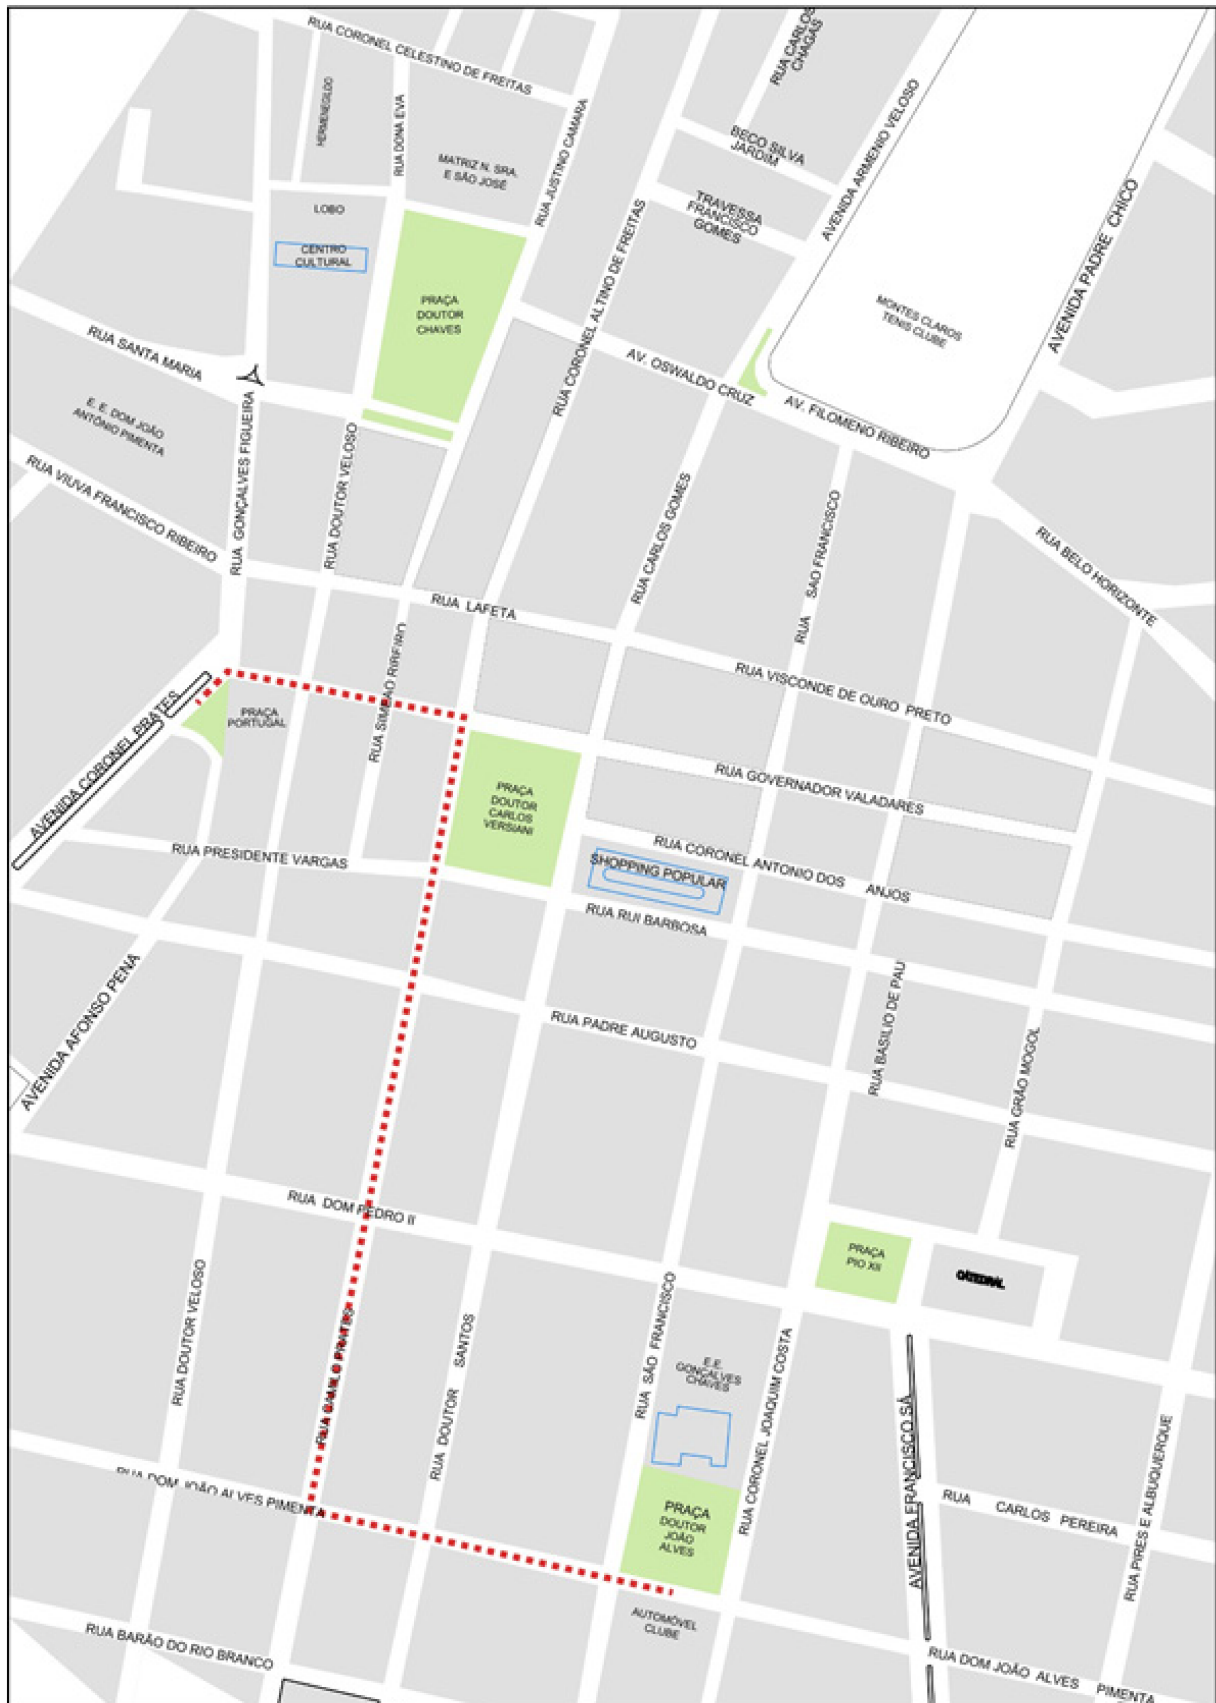 RUA CORONEL CELESTINO DE FREITAS
RUA CARLOS
CHAGAS
HERMENEGILDO
RUA DONA EVA
MATRIZ N. SRA.
E SÃO JOSÉ
RUA JUSTINO CAMARA
BECO SILVA
JARDIM
AVENIDA ARMENIO VELOSO
TRAVESSA
FRANCISCO
GOMES
AVENIDA PADRE CHICO
LOBO
CENTRO
CULTURAL
PRAÇA
DOUTOR
CHAVES
RUA CORONEL ALTINO DE FREITAS
MONTES CLAROS
TENIS CLUBE
RUA SANTA MARIA
AV. OSWALDO CRUZ
AV. FILOMENO RIBEIRO
E. E. DOM JOÃO
ANTÔNIO PIMENTA
RUA GONÇALVES FIGUEIRA
RUA DOUTOR VELOSO
RUA VIUVA FRANCISCO RIBEIRO
RUA CARLOS GOMES
RUA SAO FRANCISCO
RUA BELO HORIZONTE
RUA LAFETA
RUA SIMEAO RIBEIRO
RUA VISCONDE DE OURO PRETO
PRAÇA
PORTUGAL
AVENIDA CORONEL PRATES
RUA GOVERNADOR VALADARES
PRAÇA
DOUTOR
CARLOS
VERSIANI
RUA PRESIDENTE VARGAS
RUA CORONEL ANTONIO DOS ANJOS
SHOPPING POPULAR
RUA RUI BARBOSA
AVENIDA AFONSO PENA
RUA PADRE AUGUSTO
RUA BASILIO DE PAU
RUA GRÃO MOGOL
RUA DOM PEDRO II
PRAÇA
PIO XII
CATEDRAL
RUA DOUTOR VELOSO
RUA CAMILO PRATES
RUA DOUTOR SANTOS
RUA SÃO FRANCISCO
E.E.
GONÇALVES
CHAVES
RUA CORONEL JOAQUIM COSTA
AVENIDA FRANCISCO SÁ
RUA PIRES E ALBUQUERQUE
RUA DOM JOÃO ALVES PIMENTA
PRAÇA
DOUTOR
JOÃO
ALVES
RUA CARLOS PEREIRA
AUTOMÓVEL
CLUBE
RUA BARÃO DO RIO BRANCO
RUA DOM JOÃO ALVES PIMENTA